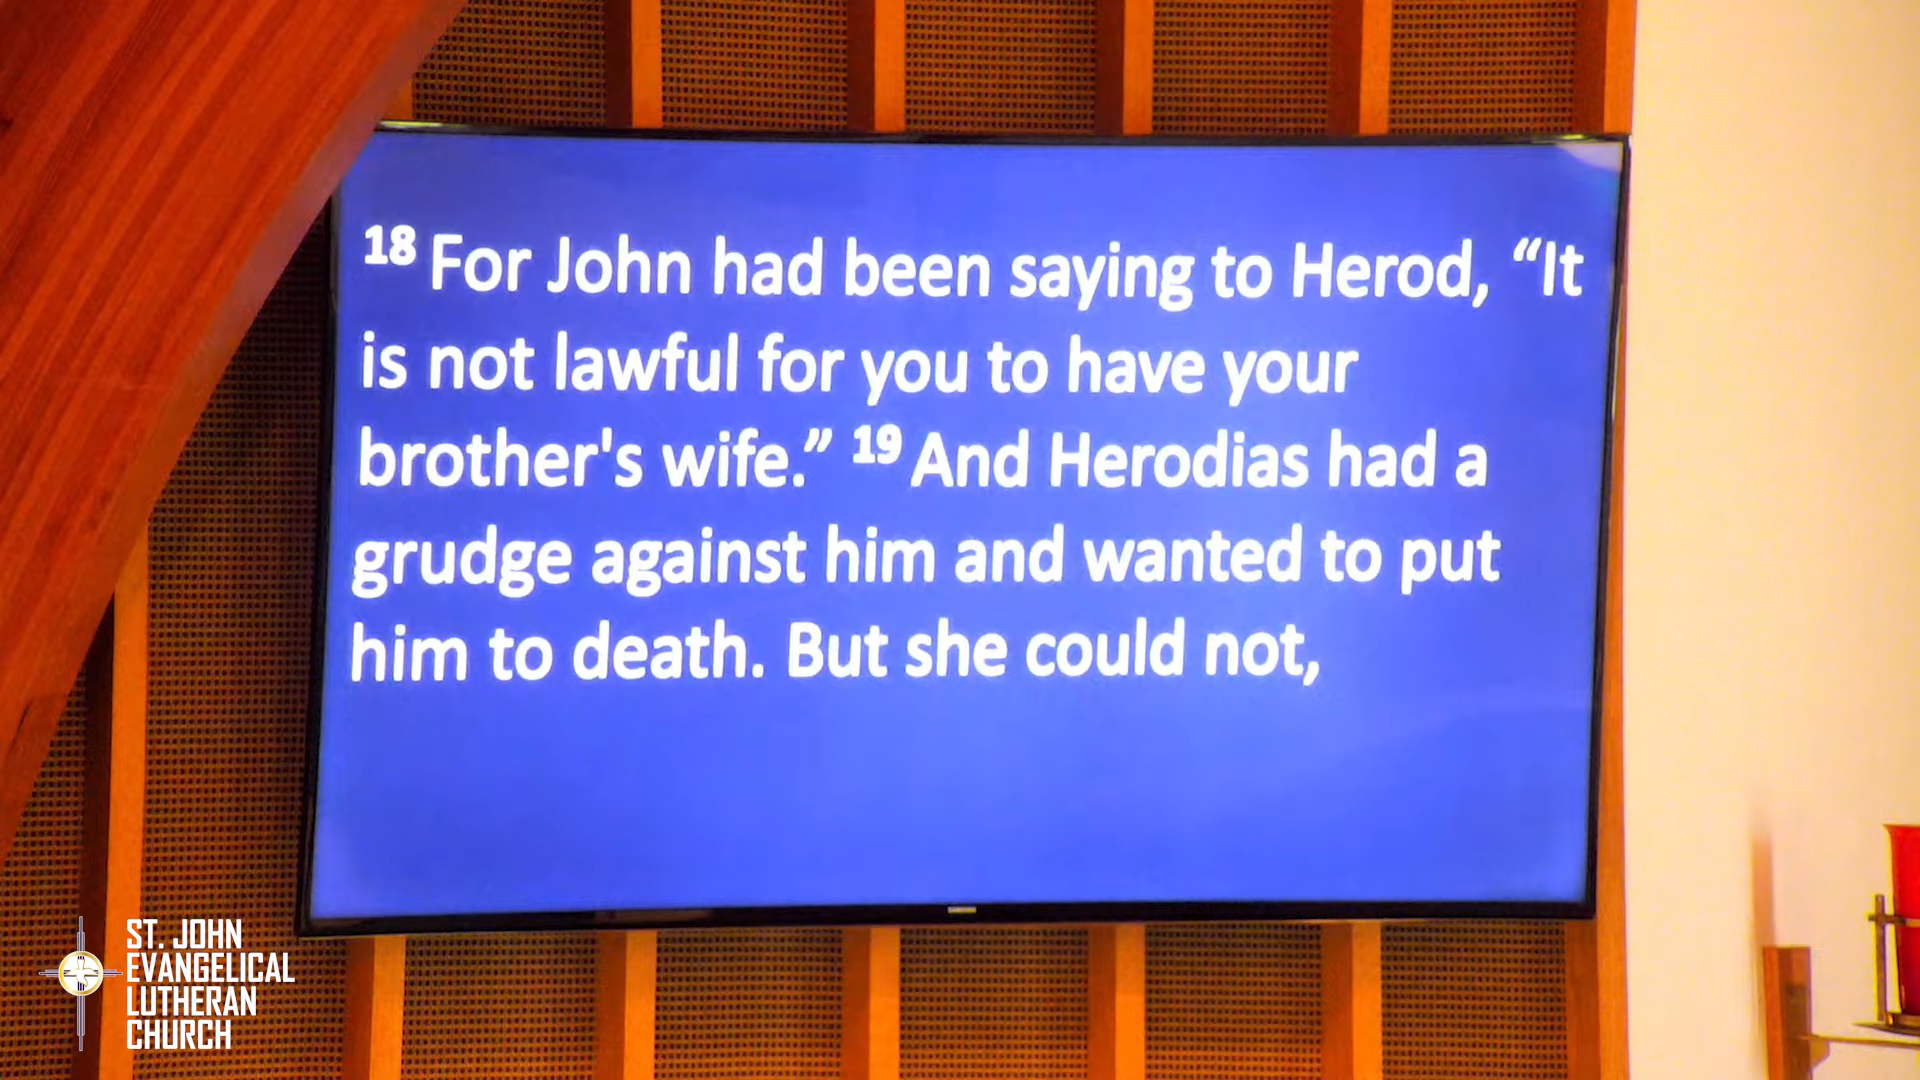 18 For John had been saying to Herod, “It
is not lawful for you to have your
brother's wife.” 19 And Herodias had a
grudge against him and wanted to put
him to death. But she could not,
ST. JOHN
EVANGELICAL
LUTHERAN
CHURCH